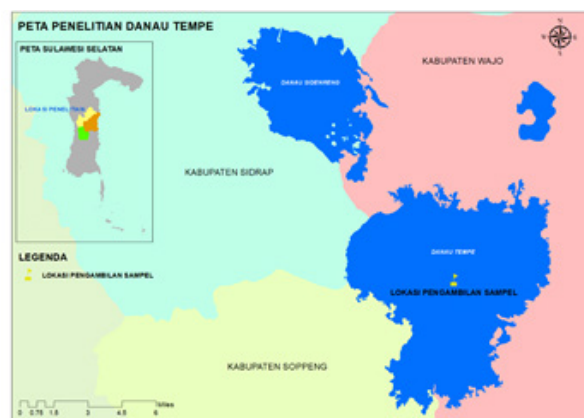 PETA PENELITIAN DANAU TEMPE
PETA SULAWESI SELATAN
LOKASI PENELITIAN
DANAU SIDENRENG
KABUPATEN WAJO
KABUPATEN SIDRAP
LEGENDA
LOKASI PENGAMBILAN SAMPEL
DANAU TEMPE
LOKASI PENGAMBILAN SAMPEL
KABUPATEN SOPPENG
0 0.75 1.5 3 4.5 6
Miles